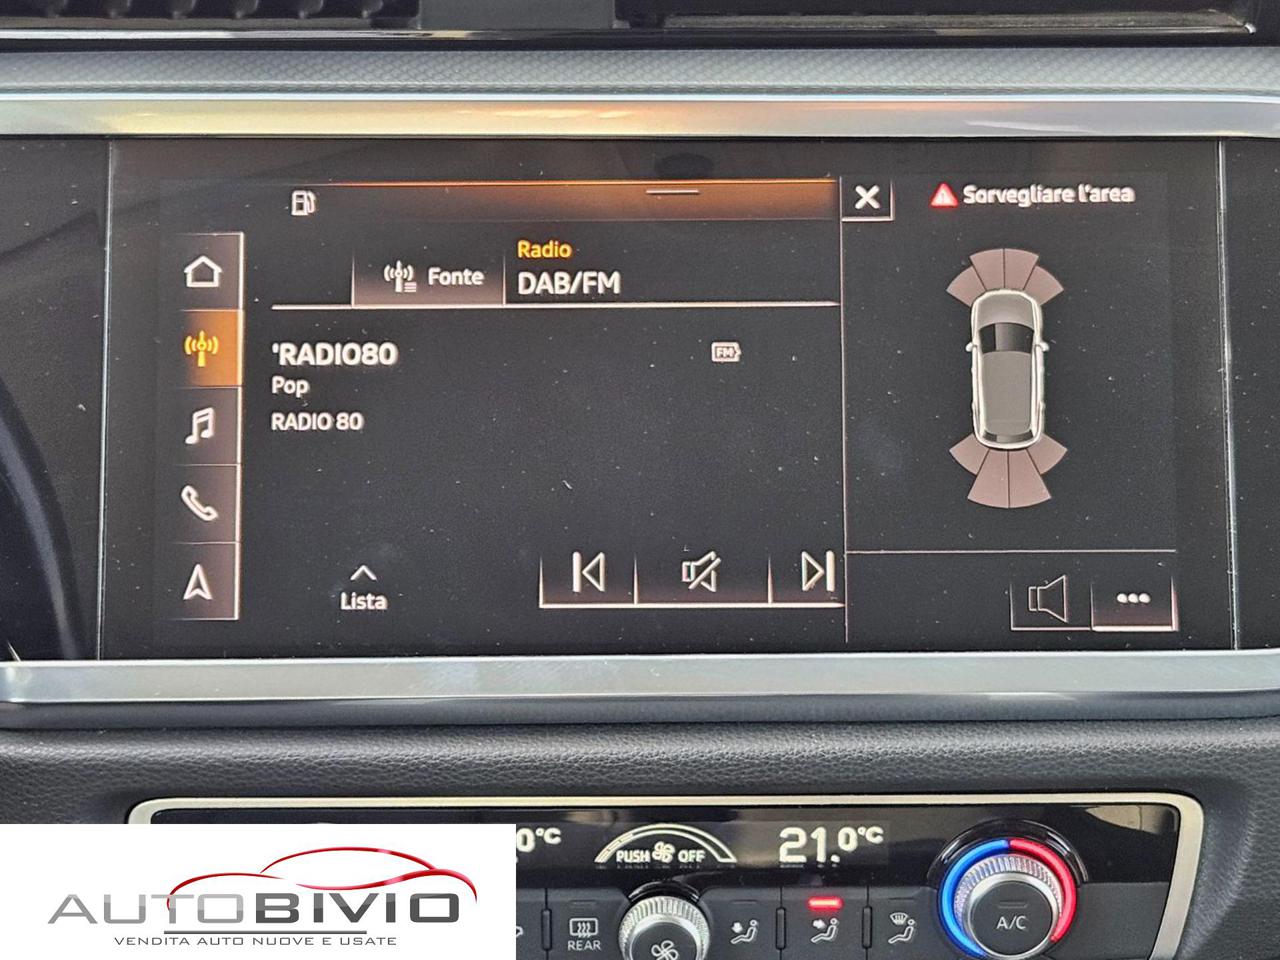 Sorvegliare l'area
Radio
Fonte
DAB/FM
'RADIO80
FM
Pop
RADIO 80
Lista
0°C
PUSH OFF
21.0°C
REAR
A/C
AUTOBIVIO
VENDITA AUTO NUOVE E USATE